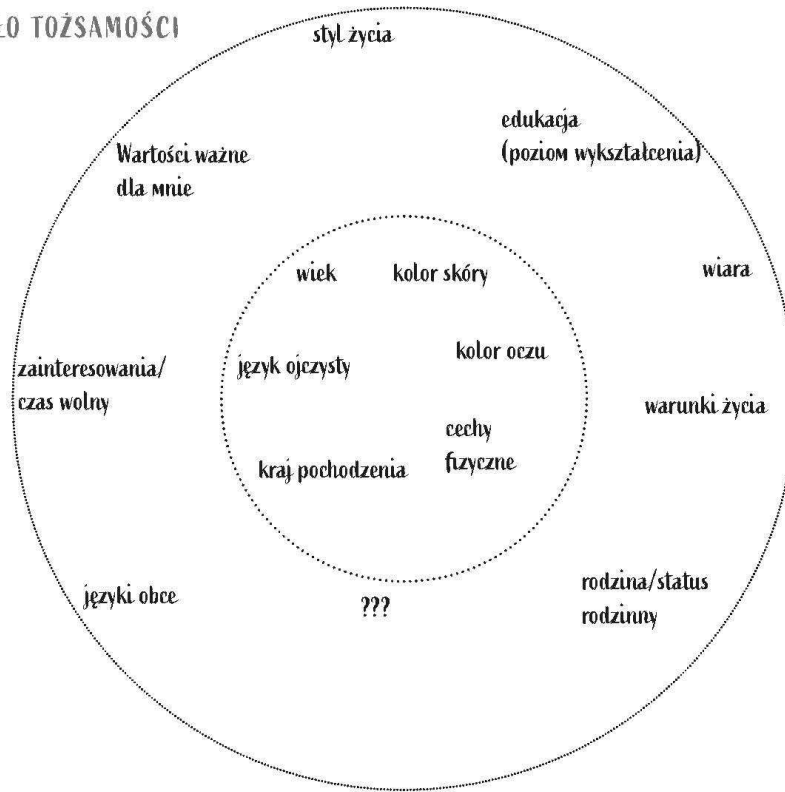 ŁO TOŻSAMOŚCI
styl życia
edukacja
(poziom wykształcenia)
Wartości ważne
dla mnie
wiek
kolor skóry
wiara
język ojczysty
kolor oczu
zainteresowania/
czas wolny
warunki życia
cechy
fizyczne
kraj pochodzenia
języki obce
???
rodzina/status
rodzinny